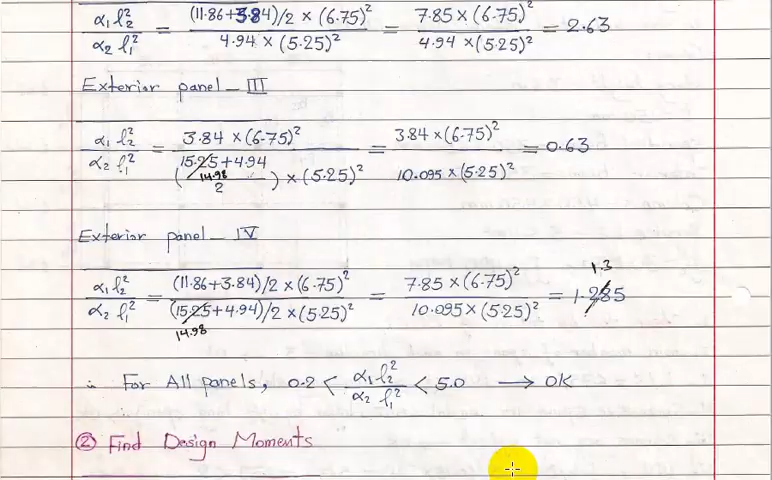 α₁ l₂² / α₂ l₁² = (11.86+3.84)/2 × (6.75)² / 4.94 × (5.25)² = 7.85 × (6.75)² / 4.94 × (5.25)² = 2.63
Exterior panel - III
α₁ l₂² / α₂ l₁² = 3.84 × (6.75)² / (15.25 14.98 + 4.94 / 2) × (5.25)² = 3.84 × (6.75)² / 10.095 × (5.25)² = 0.63
Exterior panel - IV
α₁ l₂² / α₂ l₁² = (11.86+3.84)/2 × (6.75)² / (15.25 14.98 + 4.94)/2 × (5.25)² = 7.85 × (6.75)² / 10.095 × (5.25)² = 1.285 1.3
∴ For All panels, 0.2 < α₁ l₂² / α₂ l₁² < 5.0 → OK
② Find Design Moments